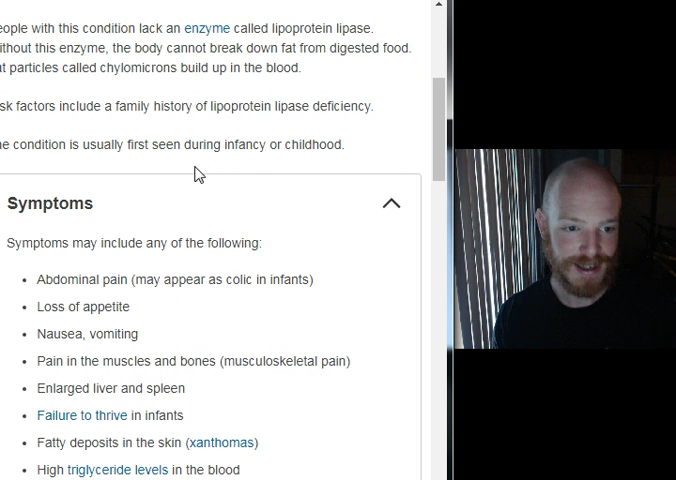 eople with this condition lack an enzyme called lipoprotein lipase.
ithout this enzyme, the body cannot break down fat from digested food.
at particles called chylomicrons build up in the blood.
sk factors include a family history of lipoprotein lipase deficiency.
he condition is usually first seen during infancy or childhood.
Symptoms
Symptoms may include any of the following:
• Abdominal pain (may appear as colic in infants)
• Loss of appetite
• Nausea, vomiting
• Pain in the muscles and bones (musculoskeletal pain)
• Enlarged liver and spleen
• Failure to thrive in infants
• Fatty deposits in the skin (xanthomas)
• High triglyceride levels in the blood